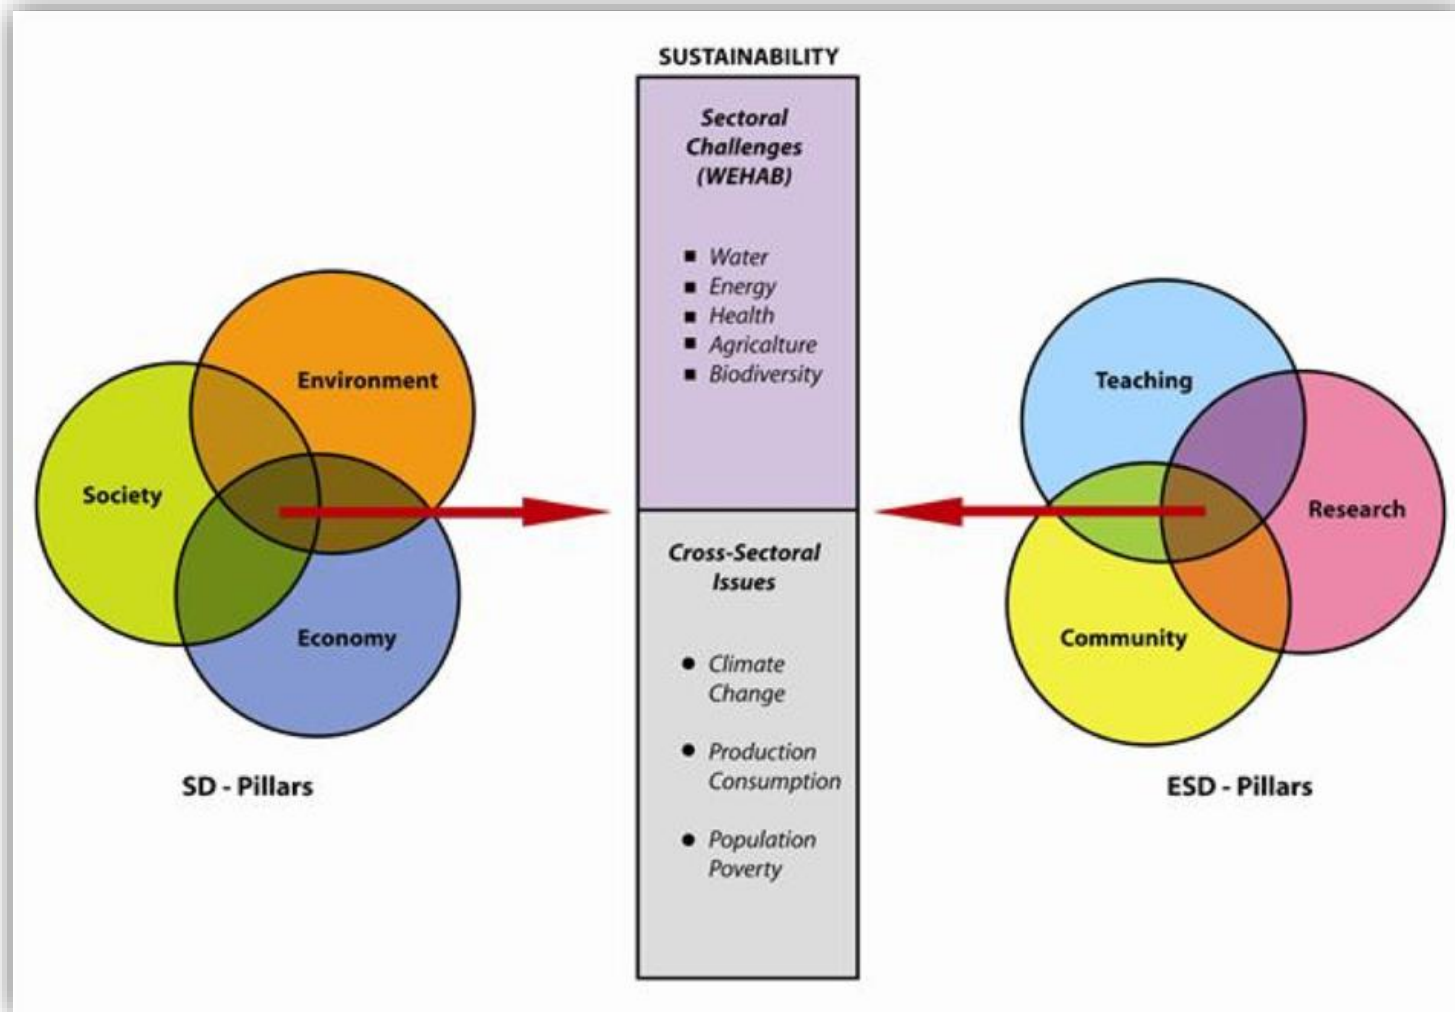 SUSTAINABILITY
Sectoral
Challenges
(WEHAB)
■ Water
■ Energy
■ Health
■ Agricalture
■ Biodiversity
Cross-Sectoral
Issues
● Climate
Change
● Production
Consumption
● Population
Poverty
Environment
Society
Economy
SD - Pillars
Teaching
Research
Community
ESD - Pillars